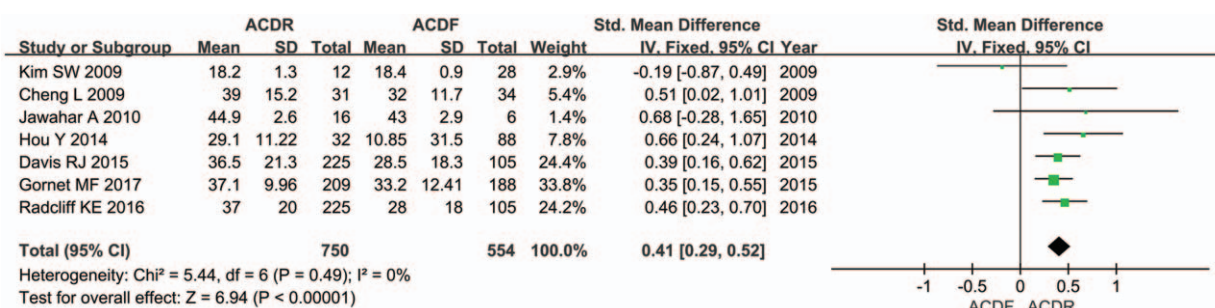 ACDR ACDF Std. Mean Difference Std. Mean Difference
Study or Subgroup Mean SD Total Mean SD Total Weight IV, Fixed, 95% CI Year IV, Fixed, 95% CI
Kim SW 2009 18.2 1.3 12 18.4 0.9 28 2.9% -0.19 [-0.87, 0.49] 2009
Cheng L 2009 39 15.2 31 32 11.7 34 5.4% 0.51 [0.02, 1.01] 2009
Jawahar A 2010 44.9 2.6 16 43 2.9 6 1.4% 0.68 [-0.28, 1.65] 2010
Hou Y 2014 29.1 11.22 32 10.85 31.5 88 7.8% 0.66 [0.24, 1.07] 2014
Davis RJ 2015 36.5 21.3 225 28.5 18.3 105 24.4% 0.39 [0.16, 0.62] 2015
Gornet MF 2017 37.1 9.96 209 33.2 12.41 188 33.8% 0.35 [0.15, 0.55] 2015
Radcliff KE 2016 37 20 225 28 18 105 24.2% 0.46 [0.23, 0.70] 2016
Total (95% CI) 750 554 100.0% 0.41 [0.29, 0.52]
Heterogeneity: Chi² = 5.44, df = 6 (P = 0.49); I² = 0%
Test for overall effect: Z = 6.94 (P < 0.00001)
-1 -0.5 0 0.5 1
ACDF ACDR